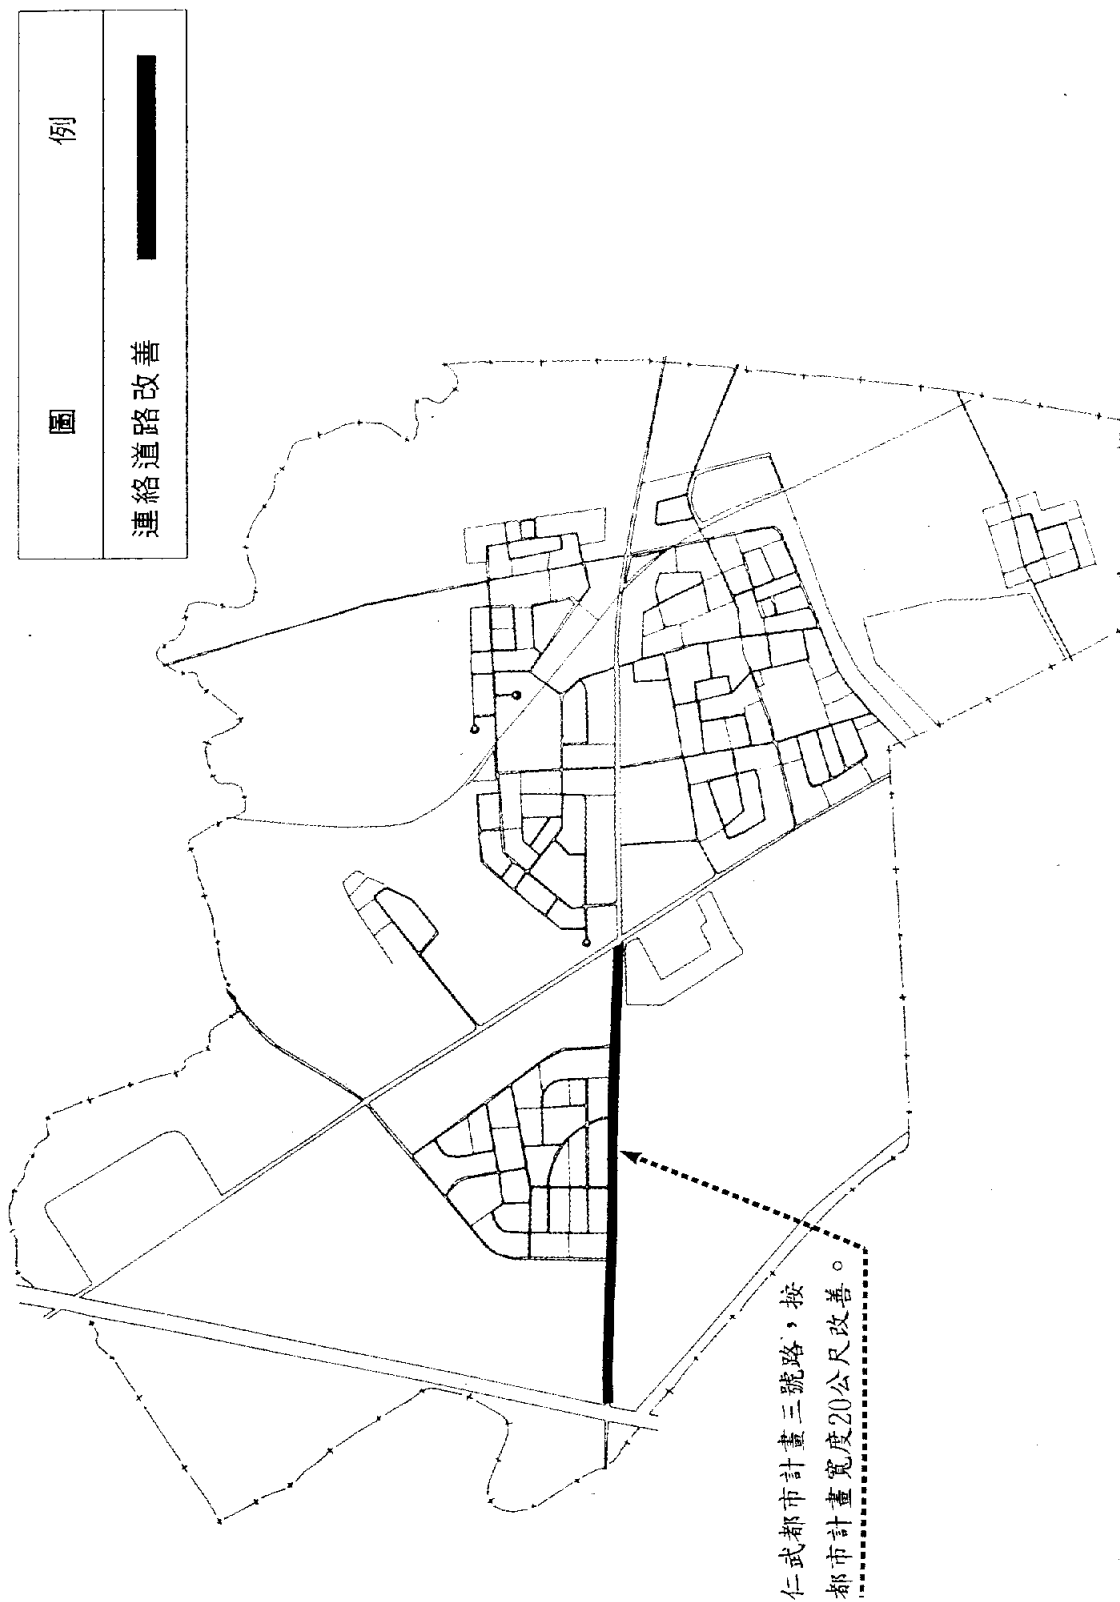 圖例
連絡道路改善
仁武都市計畫三號路，按
都市計畫寬度20公尺改善。